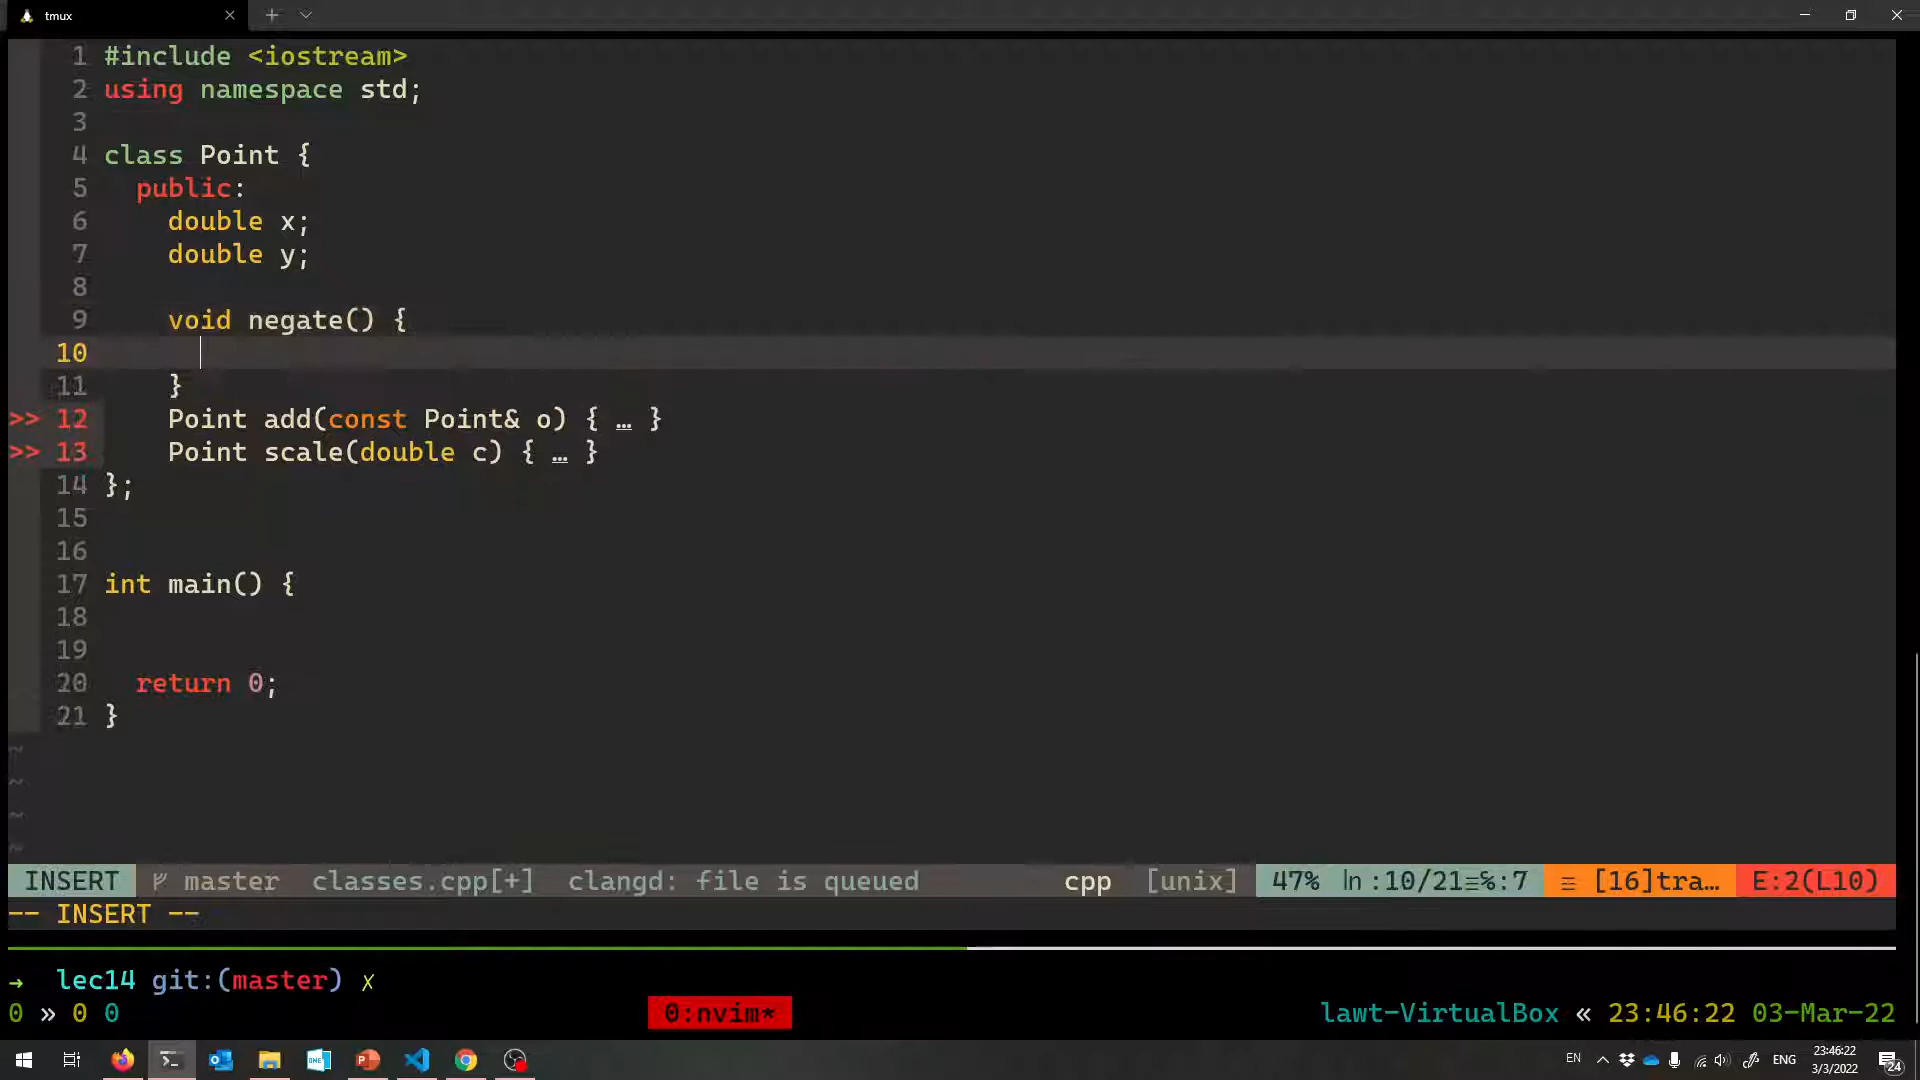 tmux
1 #include <iostream>
2 using namespace std;
3
4 class Point {
5 public:
6 double x;
7 double y;
8
9 void negate() {
10
11 }
>> 12 Point add(const Point& o) { … }
>> 13 Point scale(double c) { … }
14 };
15
16
17 int main() {
18
19
20 return 0;
21 }
~
~
~
~
INSERT master classes.cpp[+] clangd: file is queued cpp [unix] 47% ln :10/21≡%:7 ≡ [16]tra… E:2(L10)
-- INSERT --
→ lec14 git:(master) ✗
0 » 0 0 0:nvim* lawt-VirtualBox « 23:46:22 03-Mar-22
EN ENG 23:46:22
3/3/2022 24